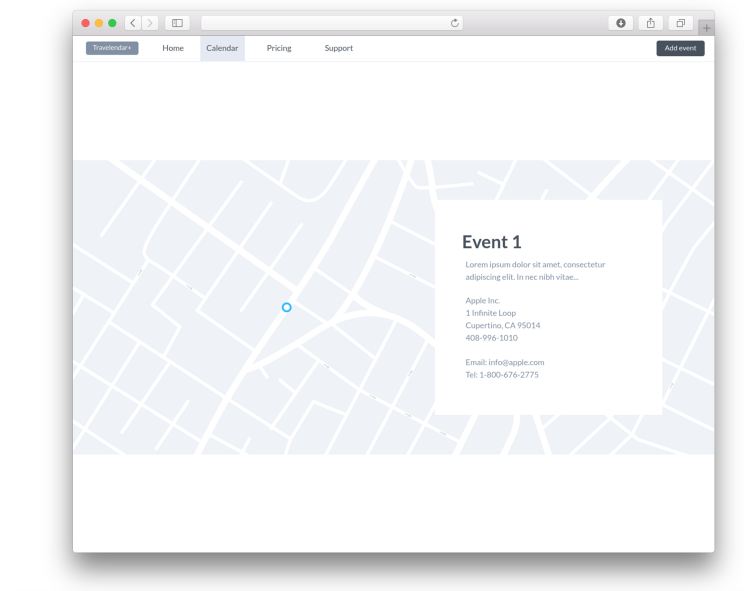 Travelendar+
Home
Calendar
Pricing
Support
Add event
Event 1
Lorem ipsum dolor sit amet, consectetur
adipiscing elit. In nec nibh vitae...
Apple Inc.
1 Infinite Loop
Cupertino, CA 95014
408-996-1010
Email: info@apple.com
Tel: 1-800-676-2775